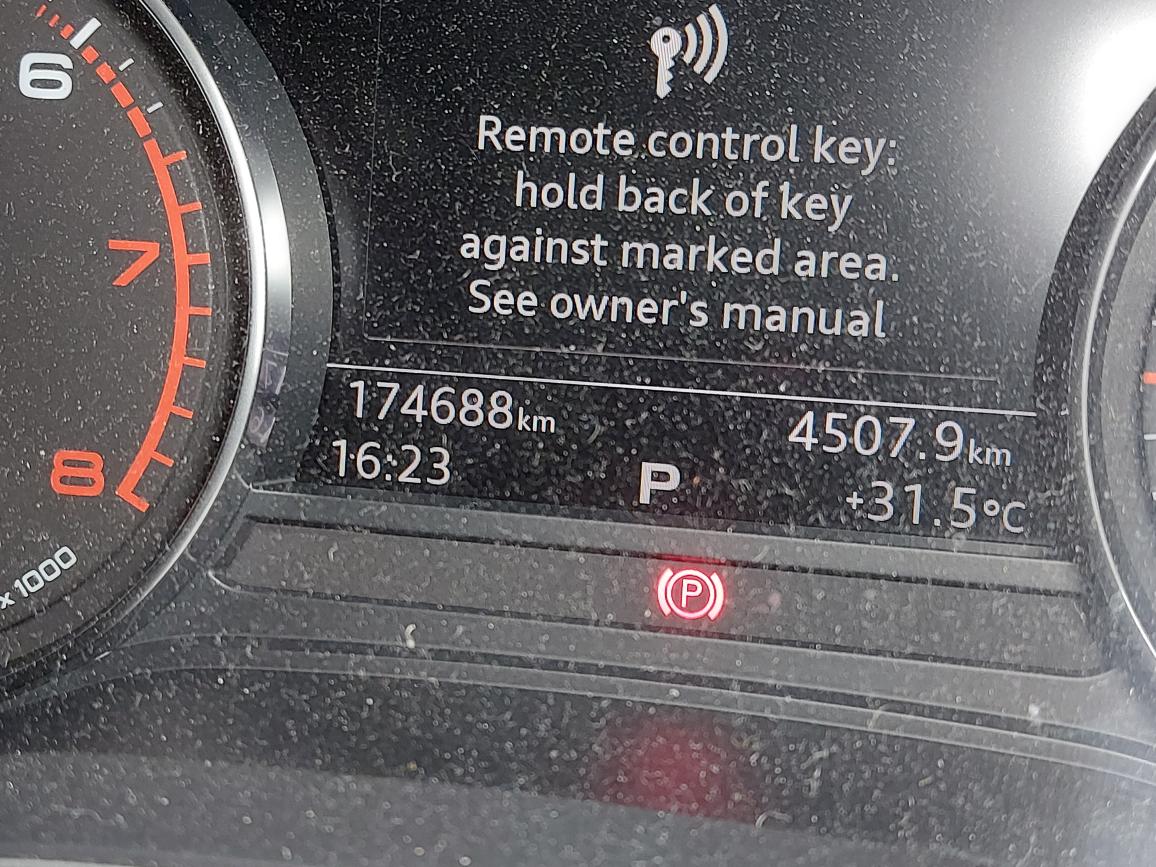 6
7
8
x 1000
Remote control key:
hold back of key
against marked area.
See owner's manual
174688km 4507.9km
16:23 P +31.5°C
P